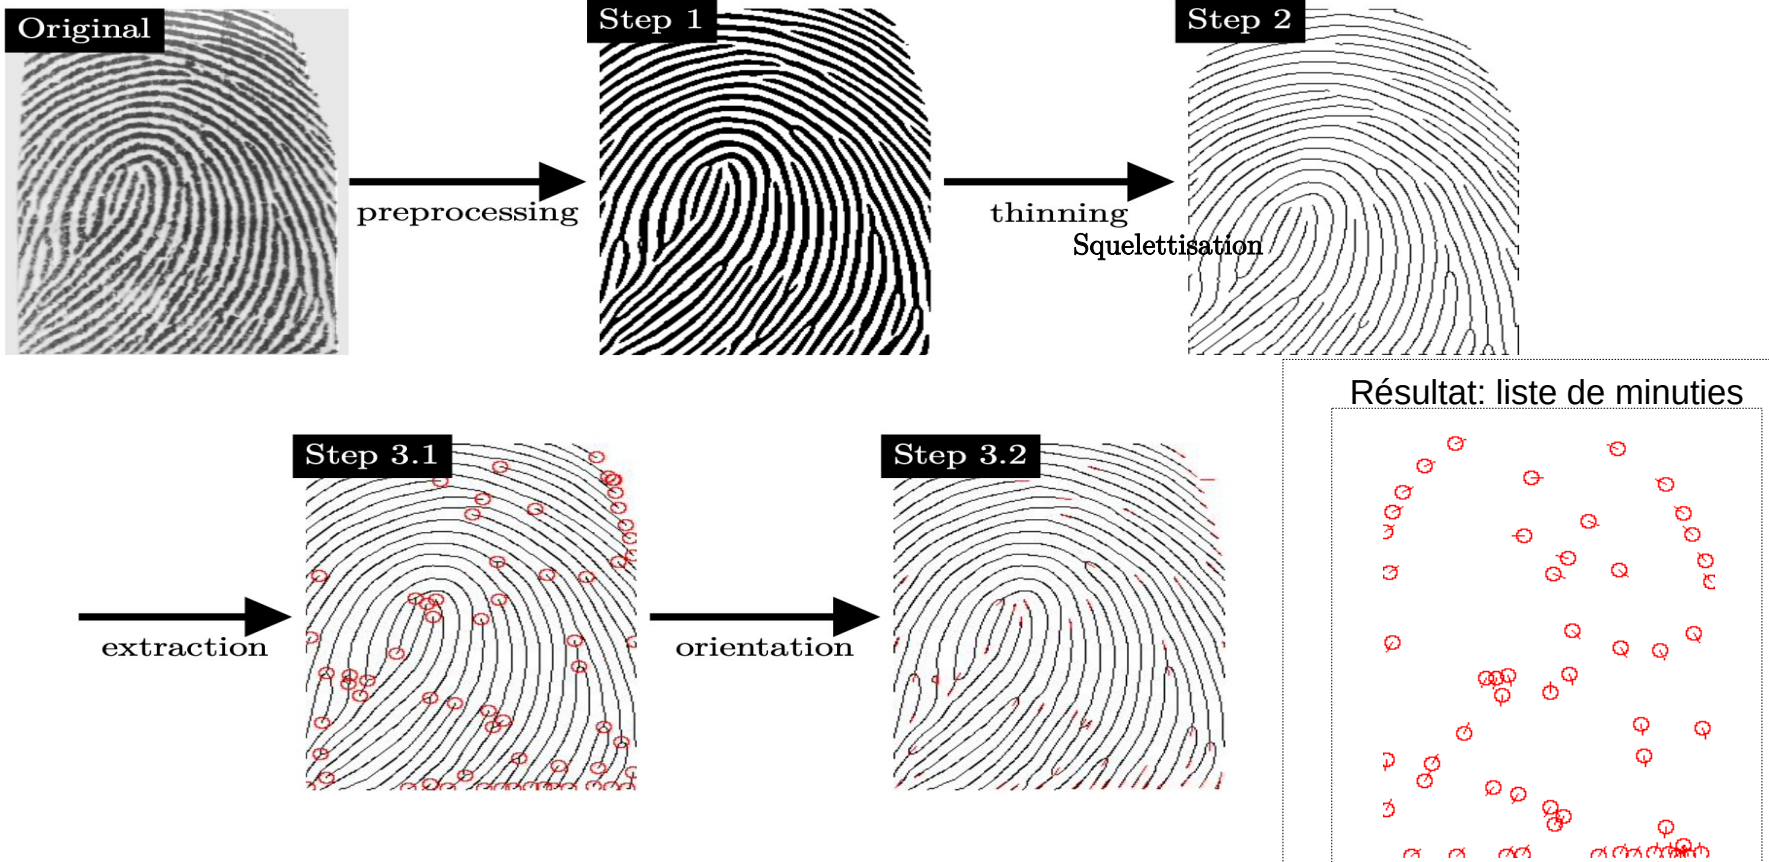 Original
Step 1
Step 2
preprocessing
thinning
Squelettisation
Résultat: liste de minuties
Step 3.1
Step 3.2
extraction
orientation